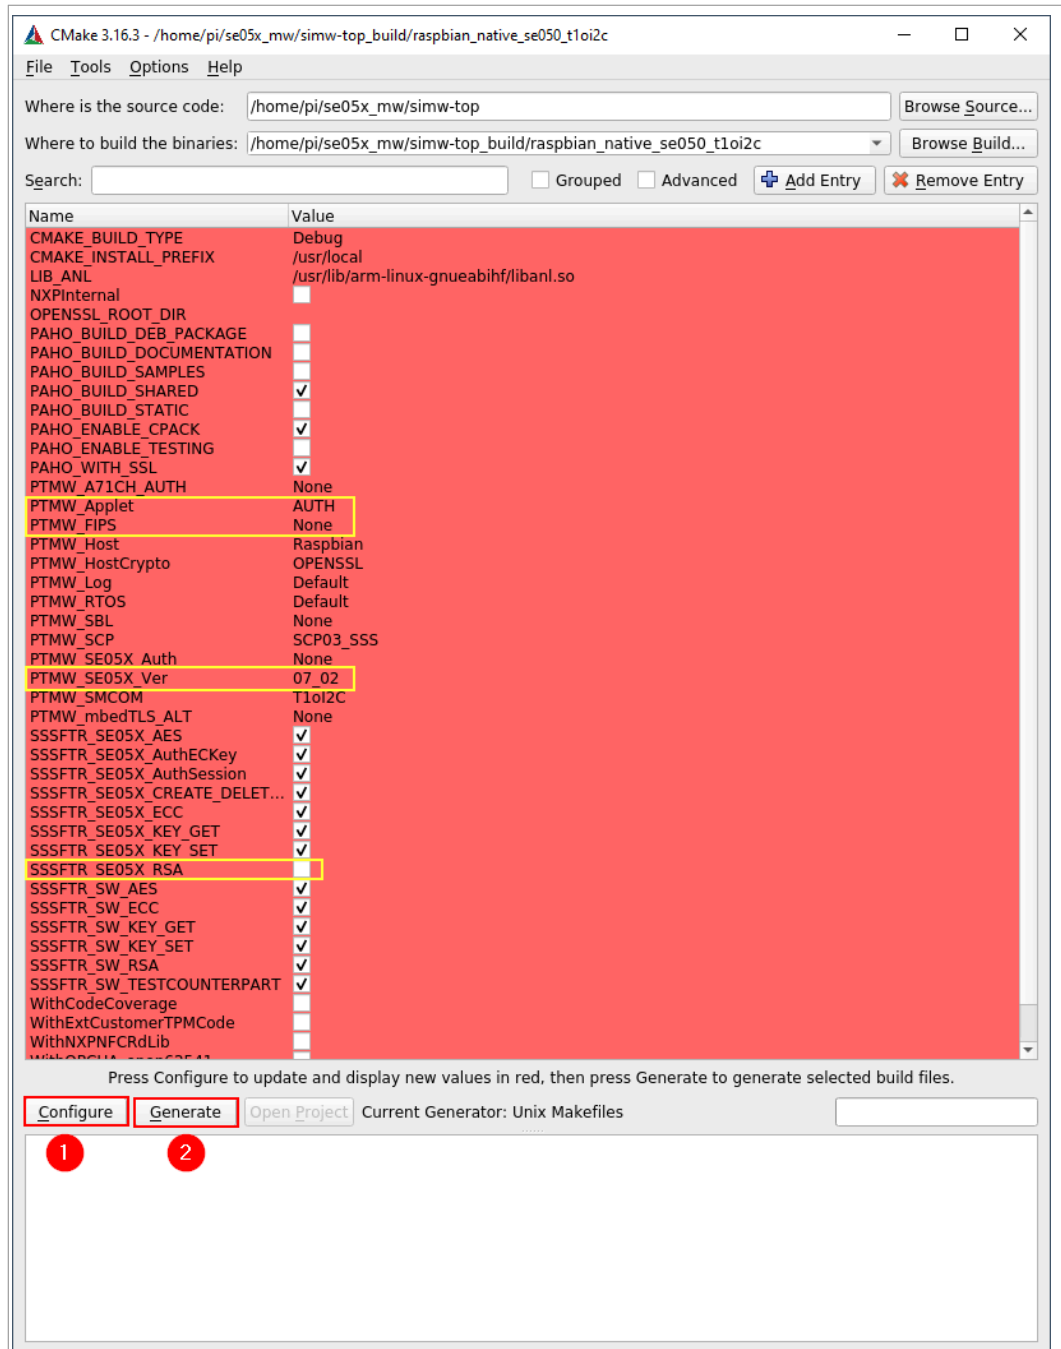 CMake 3.16.3 - /home/pi/se05x_mw/simw-top_build/raspbian_native_se050_t1oi2c
File Tools Options Help
Where is the source code: /home/pi/se05x_mw/simw-top Browse Source...
Where to build the binaries: /home/pi/se05x_mw/simw-top_build/raspbian_native_se050_t1oi2c Browse Build...
Search: Grouped Advanced Add Entry Remove Entry
Name Value
CMAKE_BUILD_TYPE Debug
CMAKE_INSTALL_PREFIX /usr/local
LIB_ANL /usr/lib/arm-linux-gnueabihf/libanl.so
NXPInternal
OPENSSL_ROOT_DIR
PAHO_BUILD_DEB_PACKAGE
PAHO_BUILD_DOCUMENTATION
PAHO_BUILD_SAMPLES
PAHO_BUILD_SHARED
PAHO_BUILD_STATIC
PAHO_ENABLE_CPACK
PAHO_ENABLE_TESTING
PAHO_WITH_SSL
PTMW_A71CH_AUTH None
PTMW_Applet AUTH
PTMW_FIPS None
PTMW_Host Raspbian
PTMW_HostCrypto OPENSSL
PTMW_Log Default
PTMW_RTOS Default
PTMW_SBL None
PTMW_SCP SCP03_SSS
PTMW_SE05X_Auth None
PTMW_SE05X_Ver 07_02
PTMW_SMCOM T1oI2C
PTMW_mbedTLS_ALT None
SSSFTR_SE05X_AES
SSSFTR_SE05X_AuthECKey
SSSFTR_SE05X_AuthSession
SSSFTR_SE05X_CREATE_DELET...
SSSFTR_SE05X_ECC
SSSFTR_SE05X_KEY_GET
SSSFTR_SE05X_KEY_SET
SSSFTR_SE05X_RSA
SSSFTR_SW_AES
SSSFTR_SW_ECC
SSSFTR_SW_KEY_GET
SSSFTR_SW_KEY_SET
SSSFTR_SW_RSA
SSSFTR_SW_TESTCOUNTERPART
WithCodeCoverage
WithExtCustomerTPMCode
WithNXPNFCRdLib
Press Configure to update and display new values in red, then press Generate to generate selected build files.
Configure Generate Open Project Current Generator: Unix Makefiles
1 2